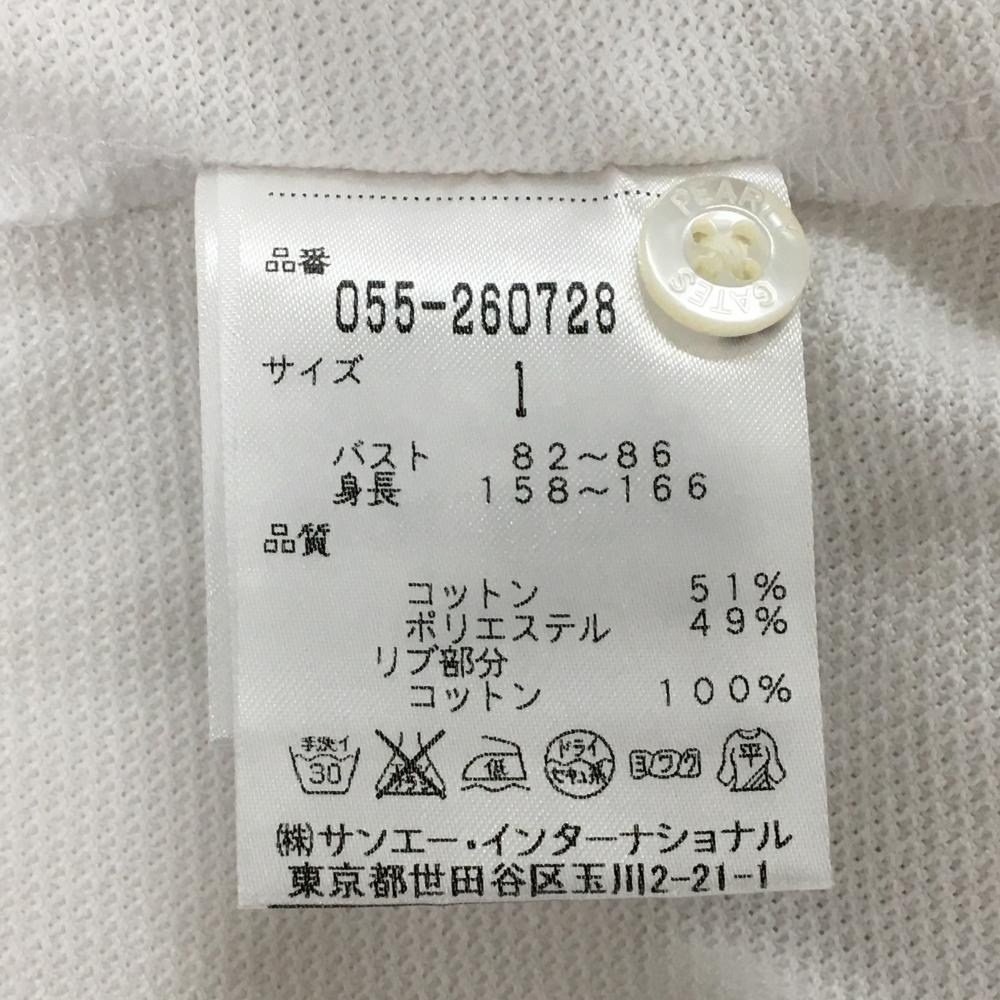 品番
055-260728
サイズ 1
バスト 82～86
身長 158～166
品質
コットン 51%
ポリエステル 49%
リブ部分
コットン 100%
手洗イ 30 低 ドライ セキユ系 ヨワク 平
㈱サンエー・インターナショナル
東京都世田谷区玉川2-21-1
PEARLY GATES